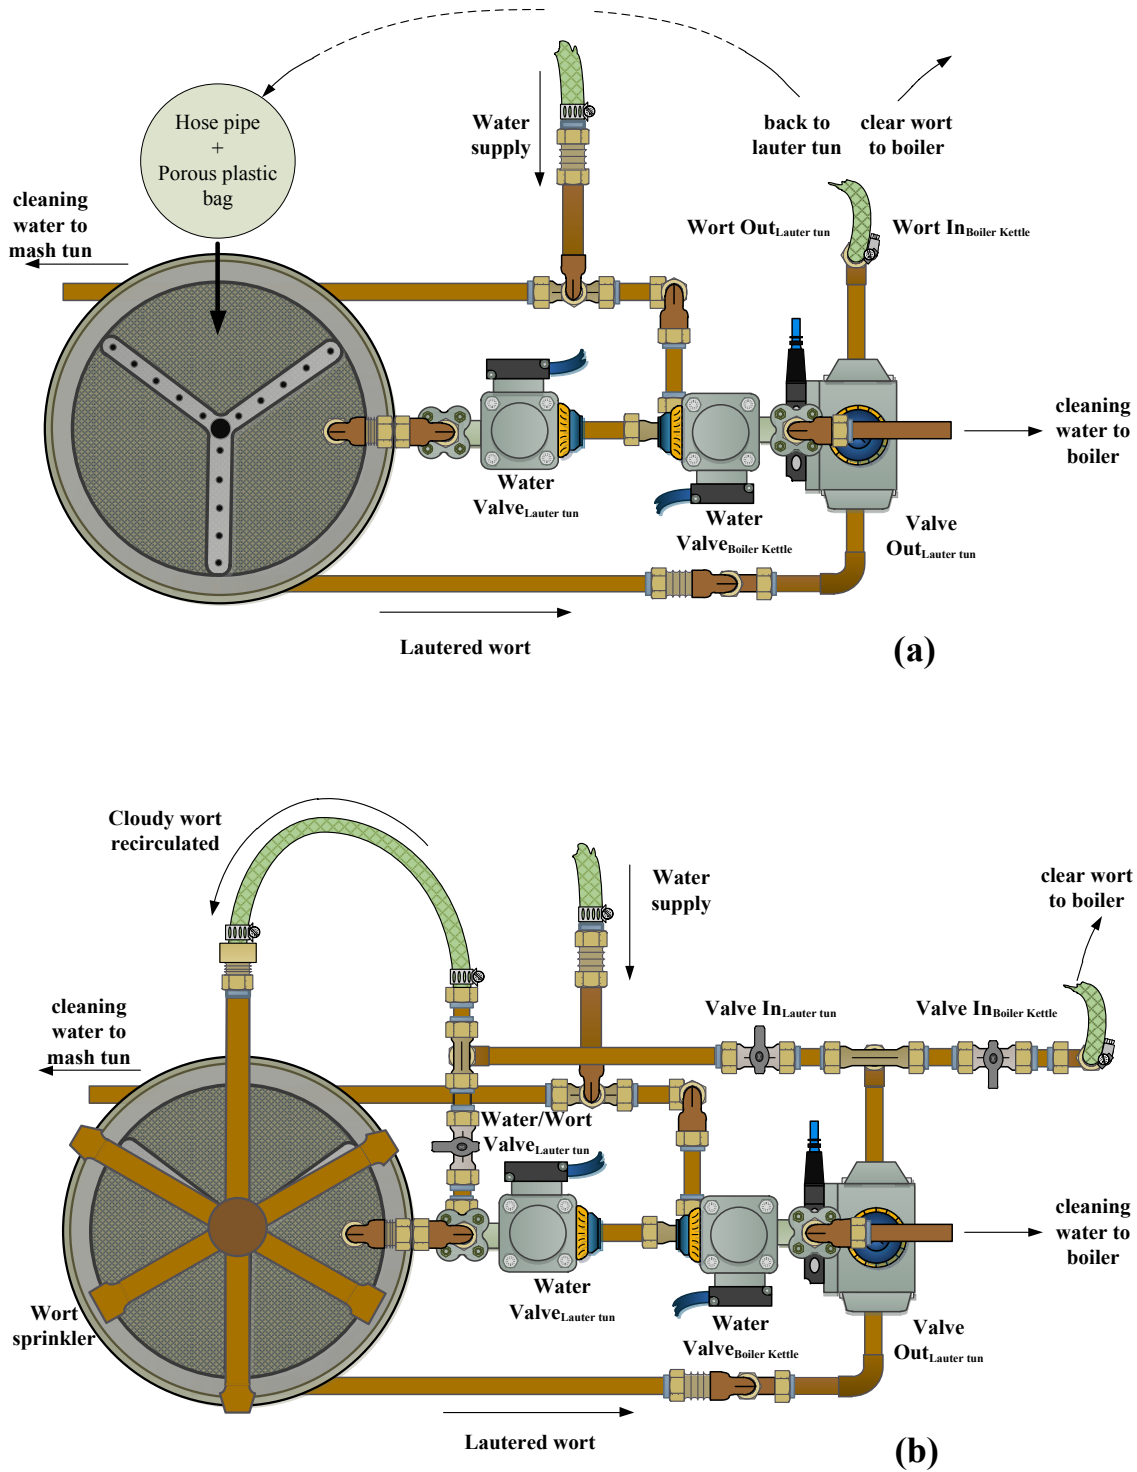 Hose pipe
+
Porous plastic
bag
Water
supply
back to
lauter tun
clear wort
to boiler
cleaning
water to
mash tun
Wort OutLauter tun
Wort InBoiler Kettle
cleaning
water to
boiler
Water
ValveLauter tun
Water
ValveBoiler Kettle
Valve
OutLauter tun
Lautered wort
(a)
Cloudy wort
recirculated
Water
supply
clear wort
to boiler
cleaning
water to
mash tun
Valve InLauter tun
Valve InBoiler Kettle
Water/Wort
ValveLauter tun
cleaning
water to
boiler
Wort
sprinkler
Water
ValveLauter tun
Water
ValveBoiler Kettle
Valve
OutLauter tun
Lautered wort
(b)